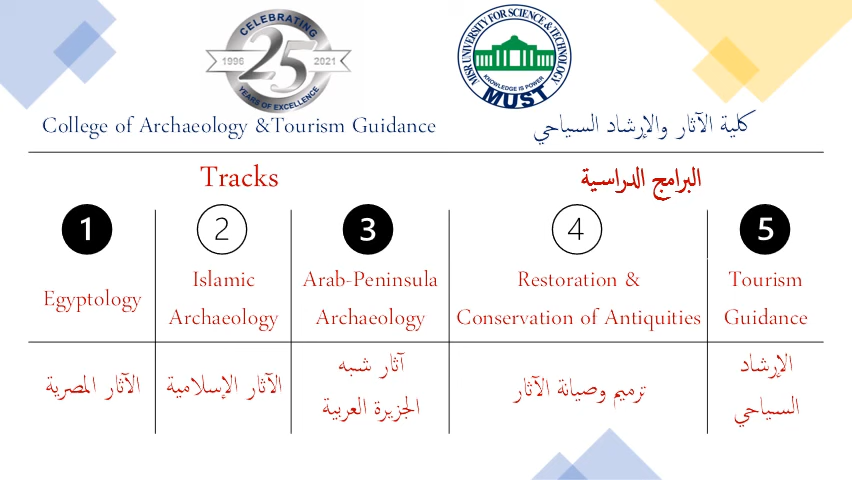 CELEBRATING
1996 25 2021
YEARS OF EXCELLENCE
MISR UNIVERSITY FOR SCIENCE & TECHNOLOGY
KNOWLEDGE IS POWER
MUST
College of Archaeology &Tourism Guidance
كلية الآثار والإرشاد السياحي
Tracks
البرامج الدراسية
1
2
3
4
5
Egyptology
Islamic
Archaeology
Arab-Peninsula
Archaeology
Restoration &
Conservation of Antiquities
Tourism
Guidance
الآثار المصرية
الآثار الإسلامية
آثار شبه
الجزيرة العربية
ترميم وصيانة الآثار
الإرشاد
السياحي